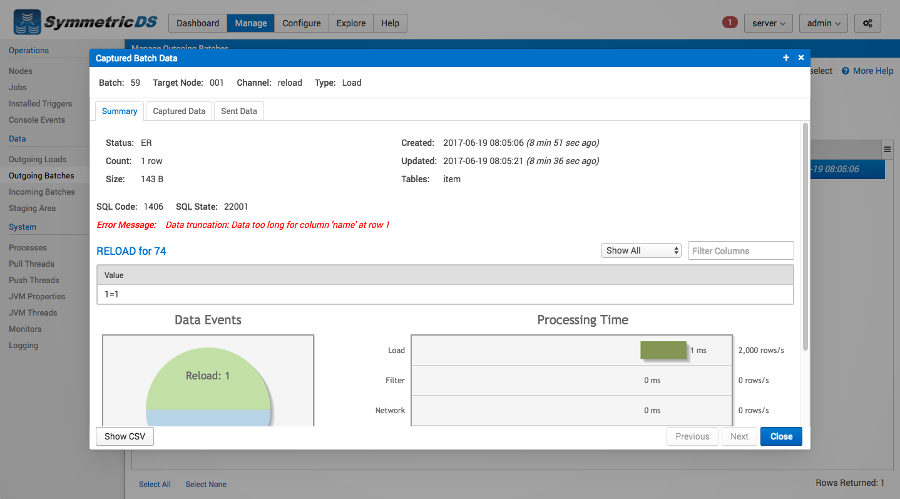 SymmetricDS Dashboard Manage Configure Explore Help 1 server admin
Operations
Nodes
Jobs
Installed Triggers
Console Events
Data
Outgoing Loads
Outgoing Batches
Incoming Batches
Staging Area
System
Processes
Pull Threads
Push Threads
JVM Properties
JVM Threads
Monitors
Logging
Manage Outgoing Batches
select ? More Help
-19 08:05:06
Captured Batch Data + ×
Batch: 59 Target Node: 001 Channel: reload Type: Load
Summary Captured Data Sent Data
Status: ER Created: 2017-06-19 08:05:06 (8 min 51 sec ago)
Count: 1 row Updated: 2017-06-19 08:05:21 (8 min 36 sec ago)
Size: 143 B Tables: item
SQL Code: 1406 SQL State: 22001
Error Message: Data truncation: Data too long for column 'name' at row 1
RELOAD for 74 Show All Filter Columns
Value
1=1
Data Events
Reload: 1
Processing Time
Load 1 ms 2,000 rows/s
Filter 0 ms 0 rows/s
Network 0 ms 0 rows/s
Show CSV Previous Next Close
Select All Select None Rows Returned: 1